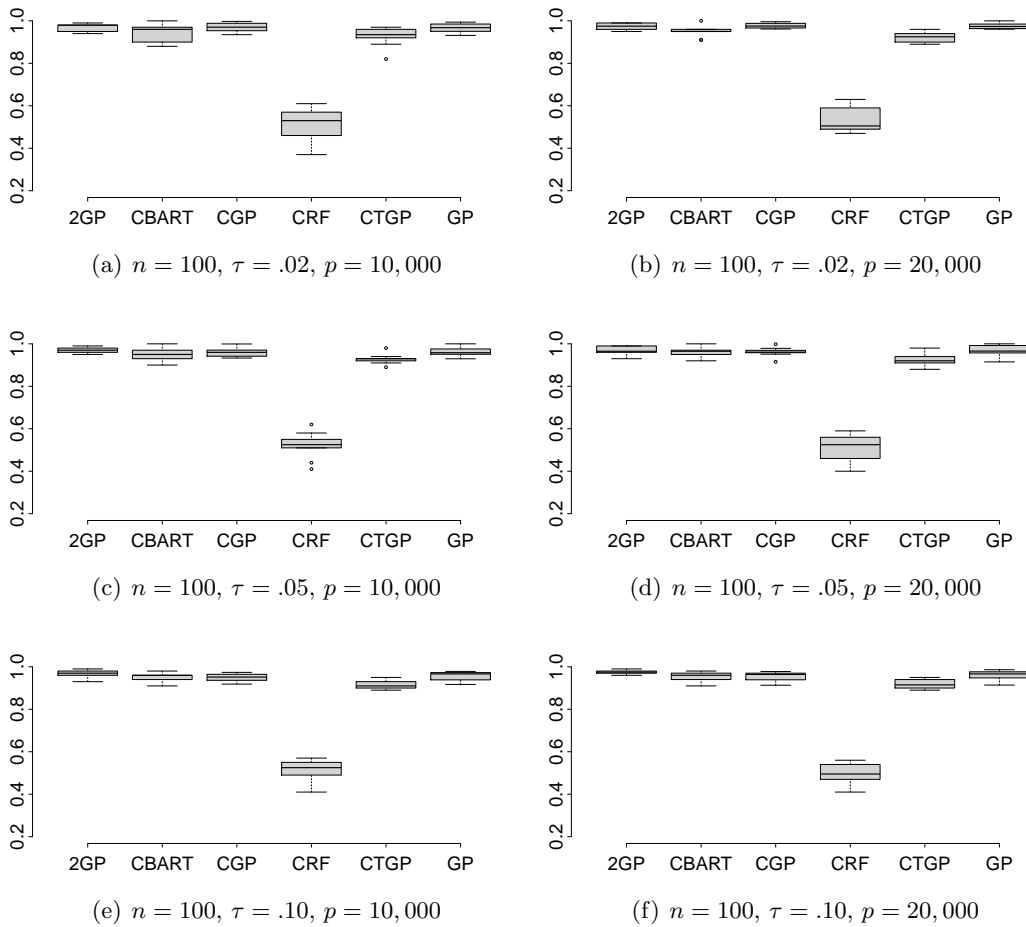 1.0
0.8
0.6
0.4
0.2
2GP CBART CGP CRF CTGP GP
(a) n = 100, τ = .02, p = 10,000
1.0
0.8
0.6
0.4
0.2
2GP CBART CGP CRF CTGP GP
(b) n = 100, τ = .02, p = 20,000
1.0
0.8
0.6
0.4
0.2
2GP CBART CGP CRF CTGP GP
(c) n = 100, τ = .05, p = 10,000
1.0
0.8
0.6
0.4
0.2
2GP CBART CGP CRF CTGP GP
(d) n = 100, τ = .05, p = 20,000
1.0
0.8
0.6
0.4
0.2
2GP CBART CGP CRF CTGP GP
(e) n = 100, τ = .10, p = 10,000
1.0
0.8
0.6
0.4
0.2
2GP CBART CGP CRF CTGP GP
(f) n = 100, τ = .10, p = 20,000